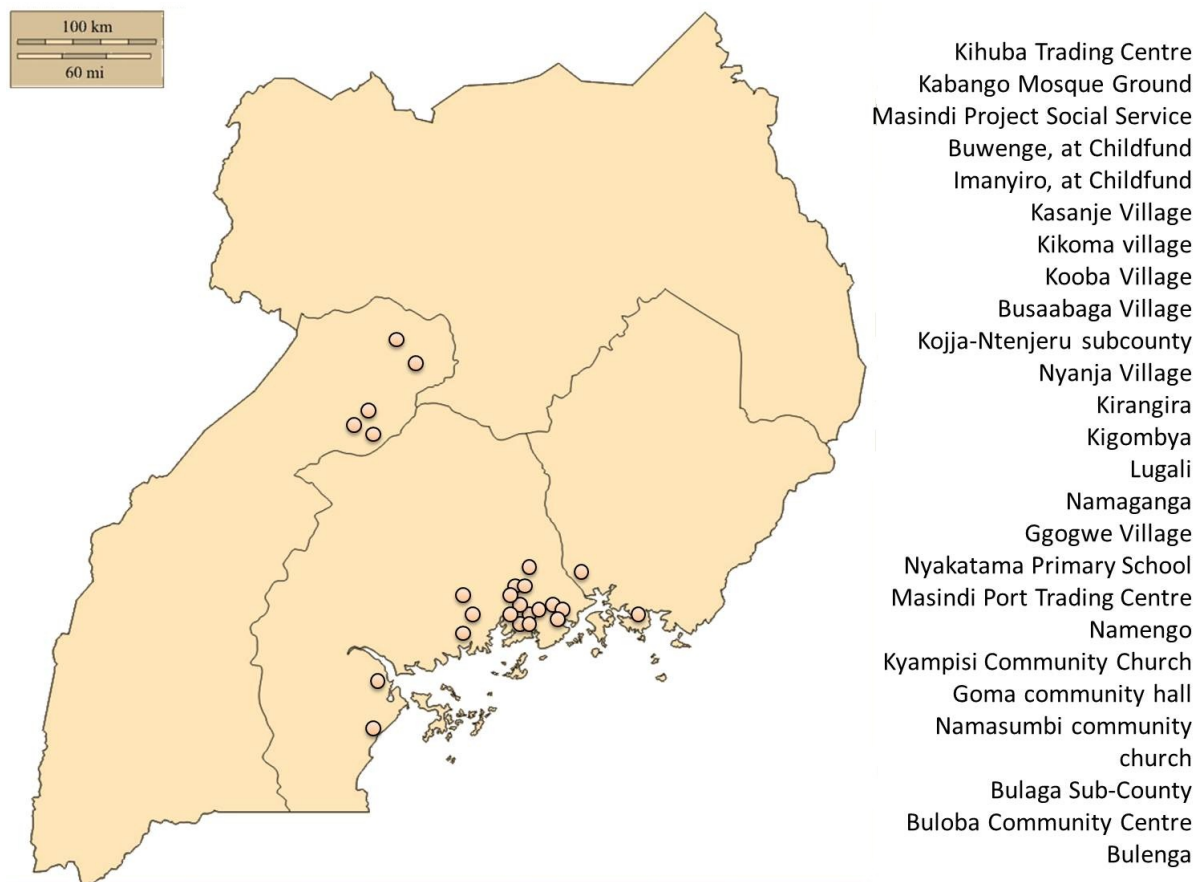 100 km
60 mi
Kihuba Trading Centre
Kabango Mosque Ground
Masindi Project Social Service
Buwenge, at Childfund
Imanyiro, at Childfund
Kasanje Village
Kikoma village
Kooba Village
Busaabaga Village
Kojja-Ntenjeru subcounty
Nyanja Village
Kirangira
Kigombya
Lugali
Namaganga
Ggogwe Village
Nyakatama Primary School
Masindi Port Trading Centre
Namengo
Kyampisi Community Church
Goma community hall
Namasumbi community
church
Bulaga Sub-County
Buloba Community Centre
Bulenga